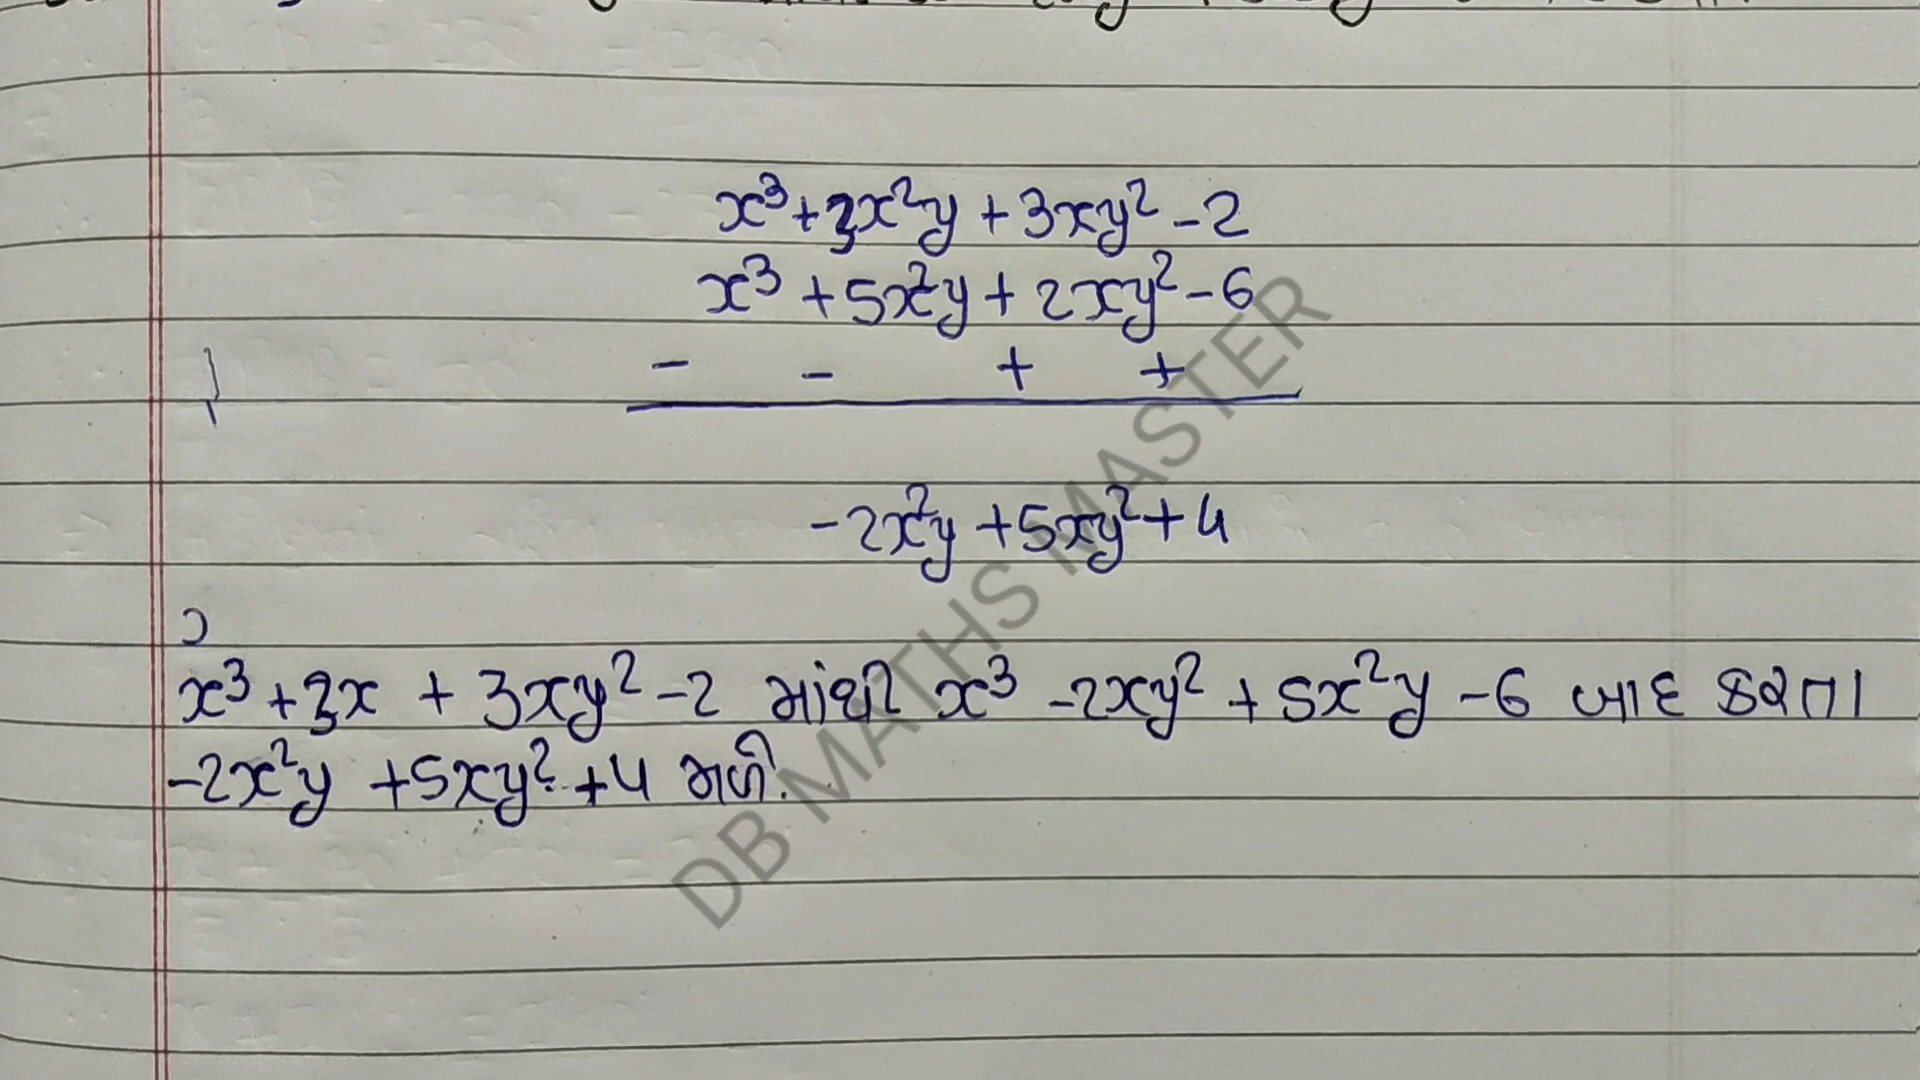 x³+3x²y + 3xy² - 2
x³ + 5x²y + 2xy² - 6
- - + +
-2x²y + 5xy² + 4
x³ + 3x + 3xy² - 2 માંથી x³ - 2xy² + 5x²y - 6 બાદ કરતા
-2x²y + 5xy² + 4 મળે.
DB MATHS MASTER